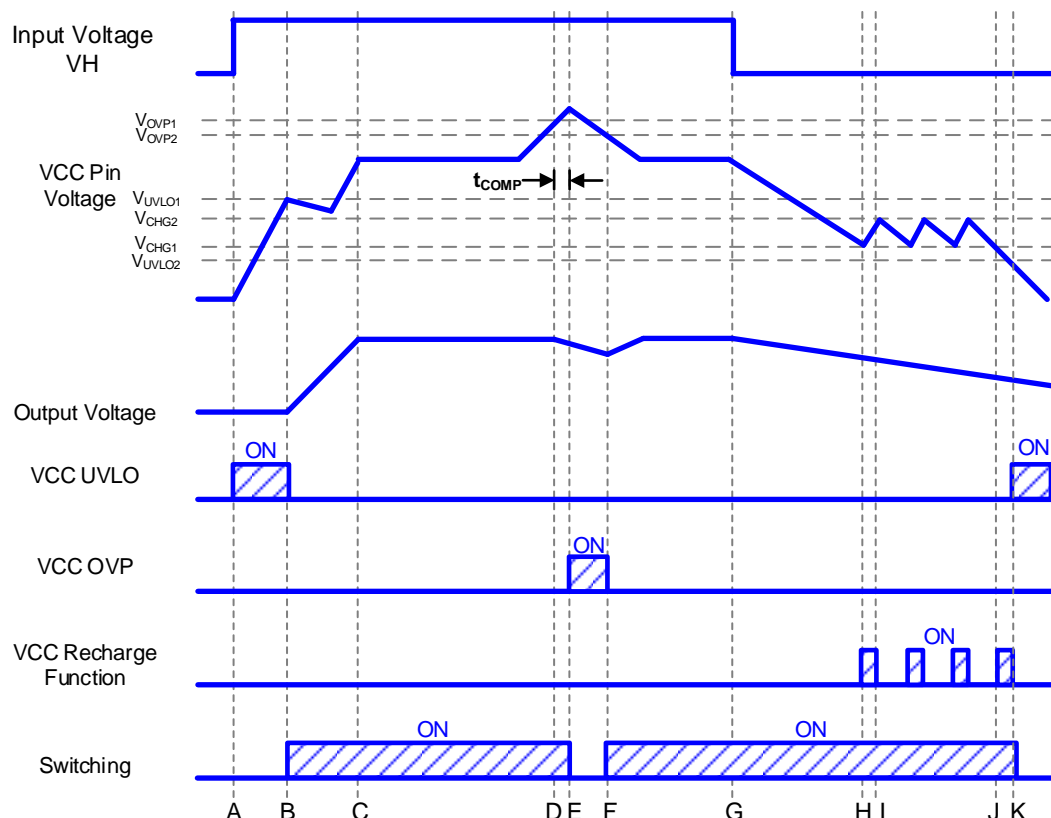 Input Voltage
VH
VOVP1
VOVP2
VCC Pin
Voltage
tCOMP
VUVLO1
VCHG2
VCHG1
VUVLO2
Output Voltage
ON
ON
VCC UVLO
ON
VCC OVP
VCC Recharge
Function
ON
ON
ON
Switching
A B C D E F G H I J K